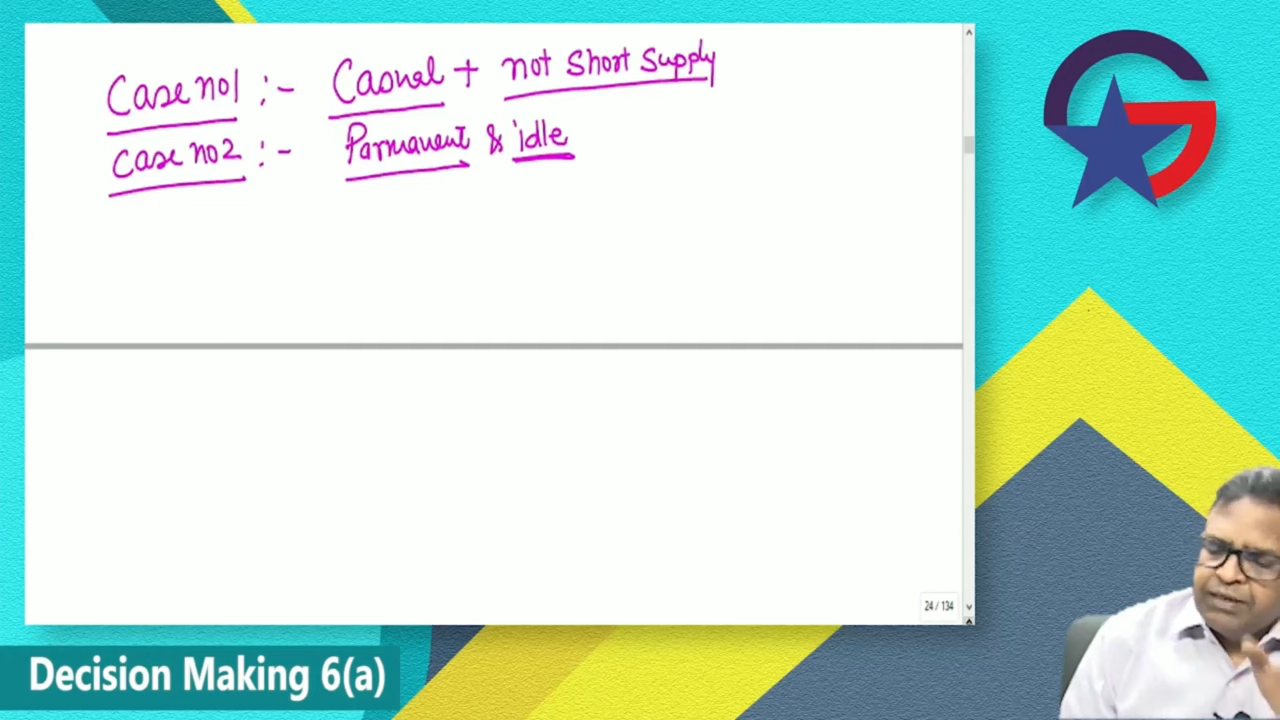 Case no1 :- Casual + not short supply
Case no2 :- Parmanent & idle
24 / 134
Decision Making 6(a)